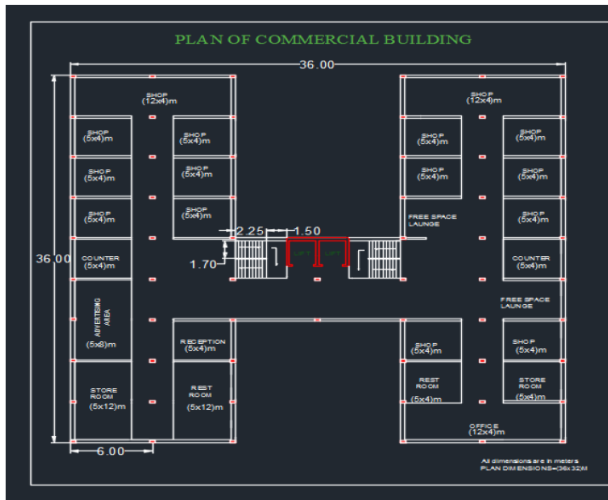 PLAN OF COMMERCIAL BUILDING
36.00
SHOP
(12x4)m
SHOP
(12x4)m
SHOP
(5x4)m
SHOP
(5x4)m
SHOP
(5x4)m
SHOP
(5x4)m
SHOP
(5x4)m
SHOP
(5x4)m
SHOP
(5x4)m
SHOP
(5x4)m
SHOP
(5x4)m
SHOP
(5x4)m
FREE SPACE
LAUNGE
SHOP
(5x4)m
2.25
1.50
1.70
LIFT
LIFT
36.00
COUNTER
(5x4)m
COUNTER
(5x4)m
ADVERTISING
AREA
(5x8)m
FREE SPACE
LAUNGE
RECEPTION
(5x4)m
SHOP
(5x4)m
SHOP
(5x4)m
STORE
ROOM
(5x12)m
REST
ROOM
(5x12)m
REST
ROOM
(5x4)m
STORE
ROOM
(5x4)m
OFFICE
(12x4)m
6.00
All dimensions are in meters
PLAN DIMENSIONS=(36x32)M